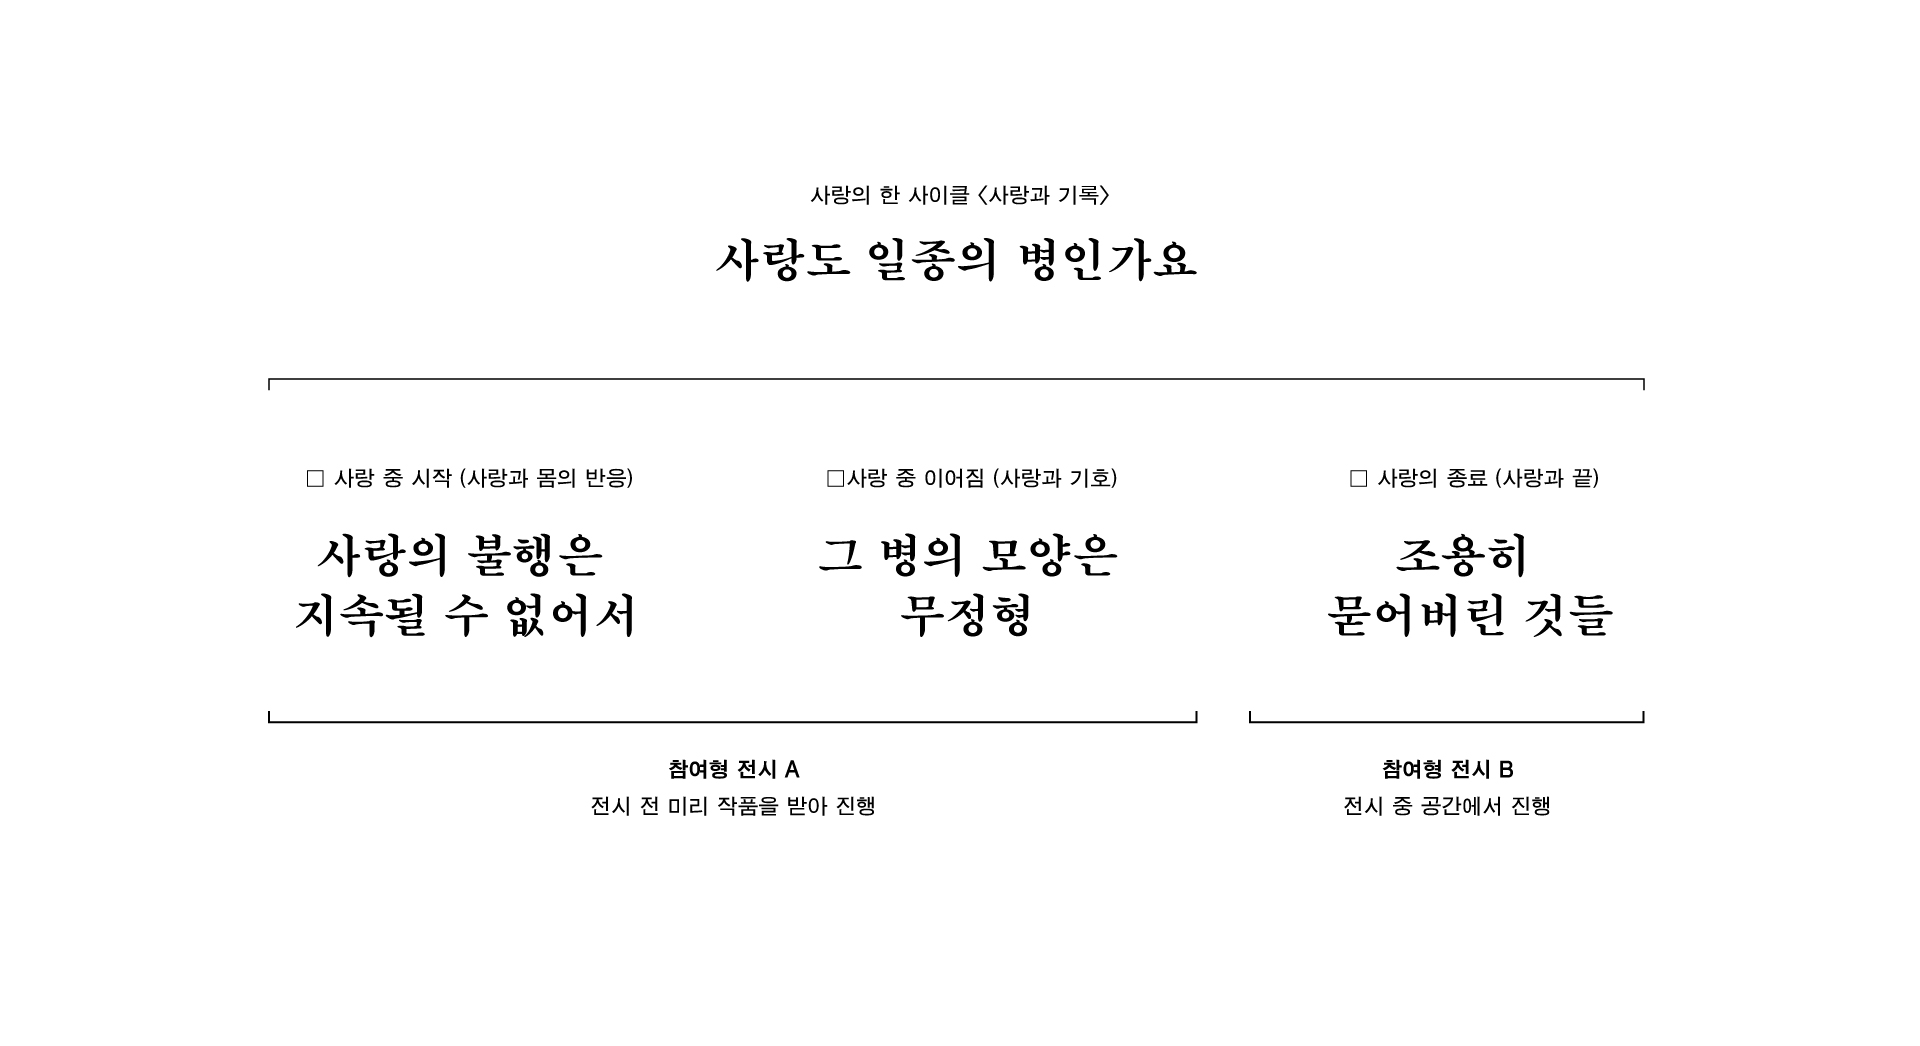 사랑의 한 사이클 〈사랑과 기록〉
사랑도 일종의 병인가요
□ 사랑 중 시작 (사랑과 몸의 반응)
사랑의 불행은
지속될 수 없어서
□사랑 중 이어짐 (사랑과 기호)
그 병의 모양은
무정형
□ 사랑의 종료 (사랑과 끝)
조용히
묻어버린 것들
참여형 전시 A
전시 전 미리 작품을 받아 진행
참여형 전시 B
전시 중 공간에서 진행